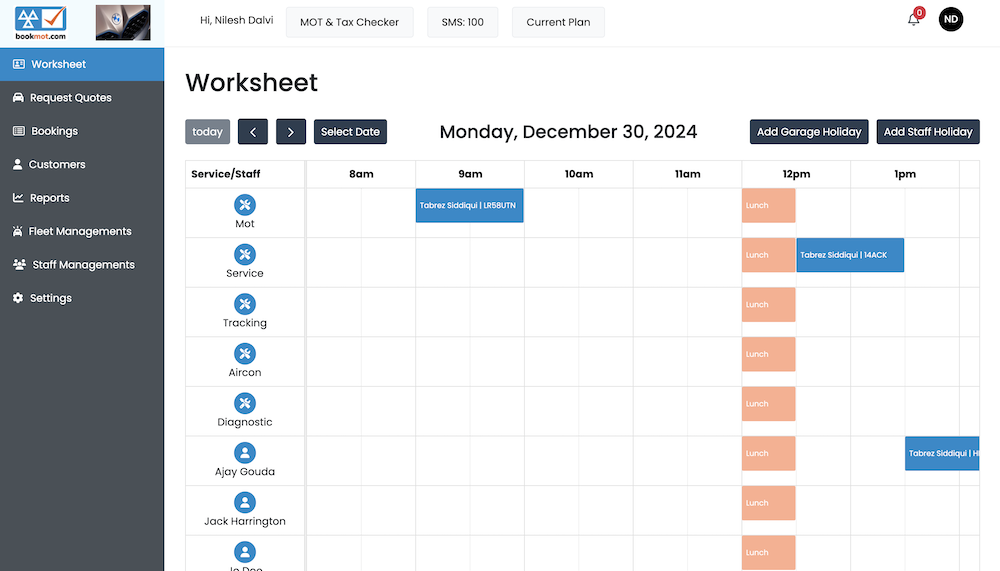 bookmot.com
Hi, Nilesh Dalvi
MOT & Tax Checker
SMS: 100
Current Plan
0
ND
Worksheet
Request Quotes
Bookings
Customers
Reports
Fleet Managements
Staff Managements
Settings
Worksheet
today
Select Date
Monday, December 30, 2024
Add Garage Holiday
Add Staff Holiday
Service/Staff 8am 9am 10am 11am 12pm 1pm
Tabrez Siddiqui | LR58UTN
Lunch
Mot
Lunch
Tabrez Siddiqui | 14ACK
Service
Lunch
Tracking
Lunch
Aircon
Lunch
Diagnostic
Lunch
Tabrez Siddiqui |
Ajay Gouda
Lunch
Jack Harrington
Lunch